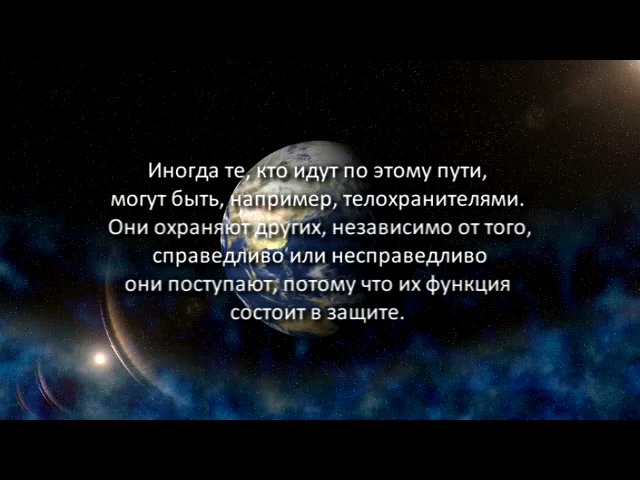 Иногда те, кто идут по этому пути,
могут быть, например, телохранителями.
Они охраняют других, независимо от того,
справедливо или несправедливо
они поступают, потому что их функция
состоит в защите.